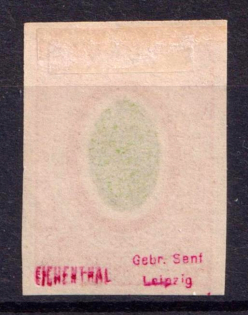 EICHENTHAL
Gebr. Senf
Leipzig